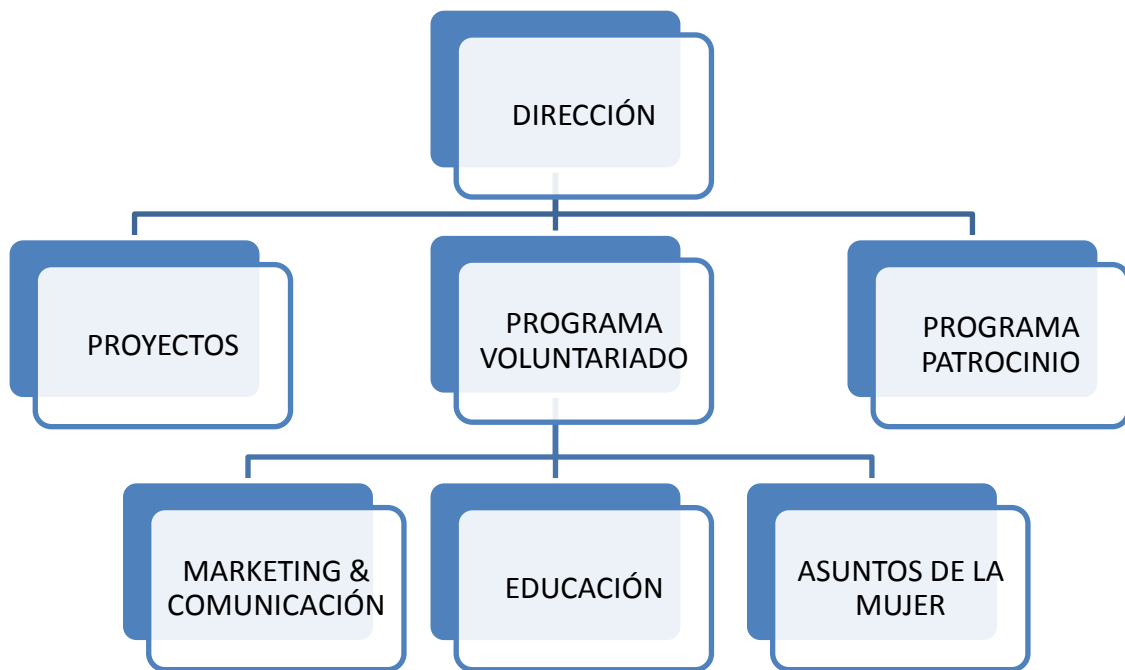 DIRECCIÓN
PROYECTOS
PROGRAMA
VOLUNTARIADO
PROGRAMA
PATROCINIO
MARKETING &
COMUNICACIÓN
EDUCACIÓN
ASUNTOS DE LA
MUJER